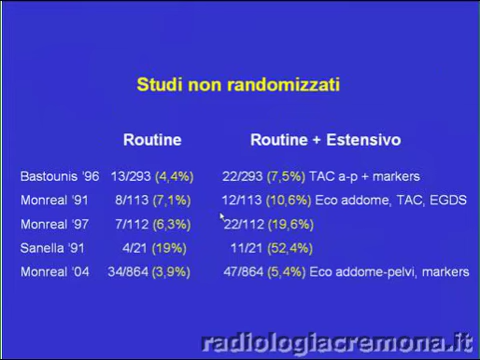 Studi non randomizzati
Routine Routine + Estensivo
Bastounis '96 13/293 (4,4%) 22/293 (7,5%) TAC a-p + markers
Monreal '91 8/113 (7,1%) 12/113 (10,6%) Eco addome, TAC, EGDS
Monreal '97 7/112 (6,3%) 22/112 (19,6%)
Sanella '91 4/21 (19%) 11/21 (52,4%)
Monreal '04 34/864 (3,9%) 47/864 (5,4%) Eco addome-pelvi, markers
radiologiacremona.it